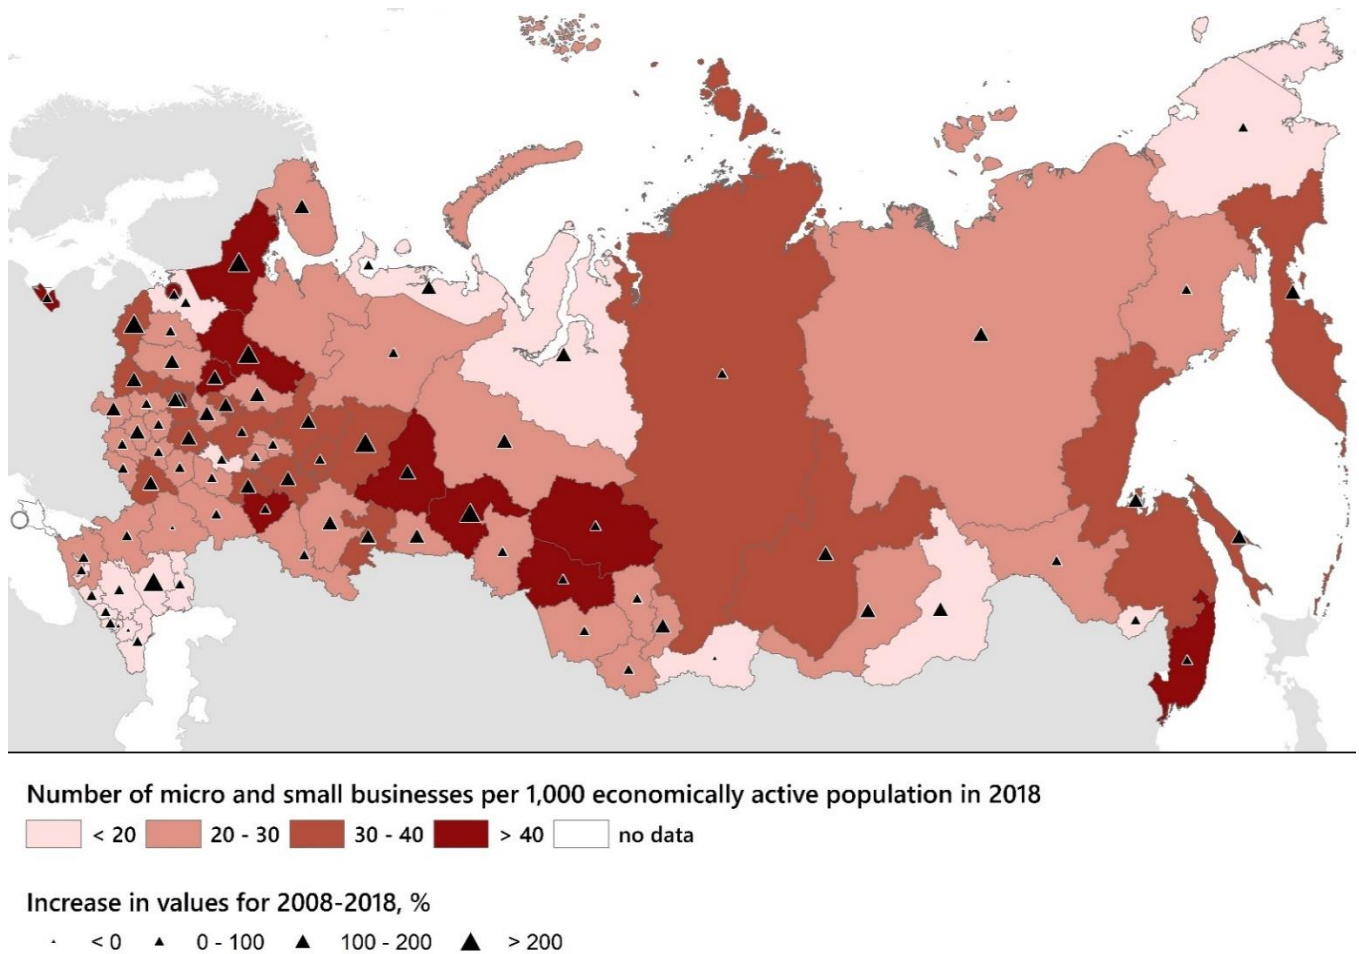 Number of micro and small businesses per 1,000 economically active population in 2018
< 20 20 - 30 30 - 40 > 40 no data
Increase in values for 2008-2018, %
< 0 0 - 100 100 - 200 > 200